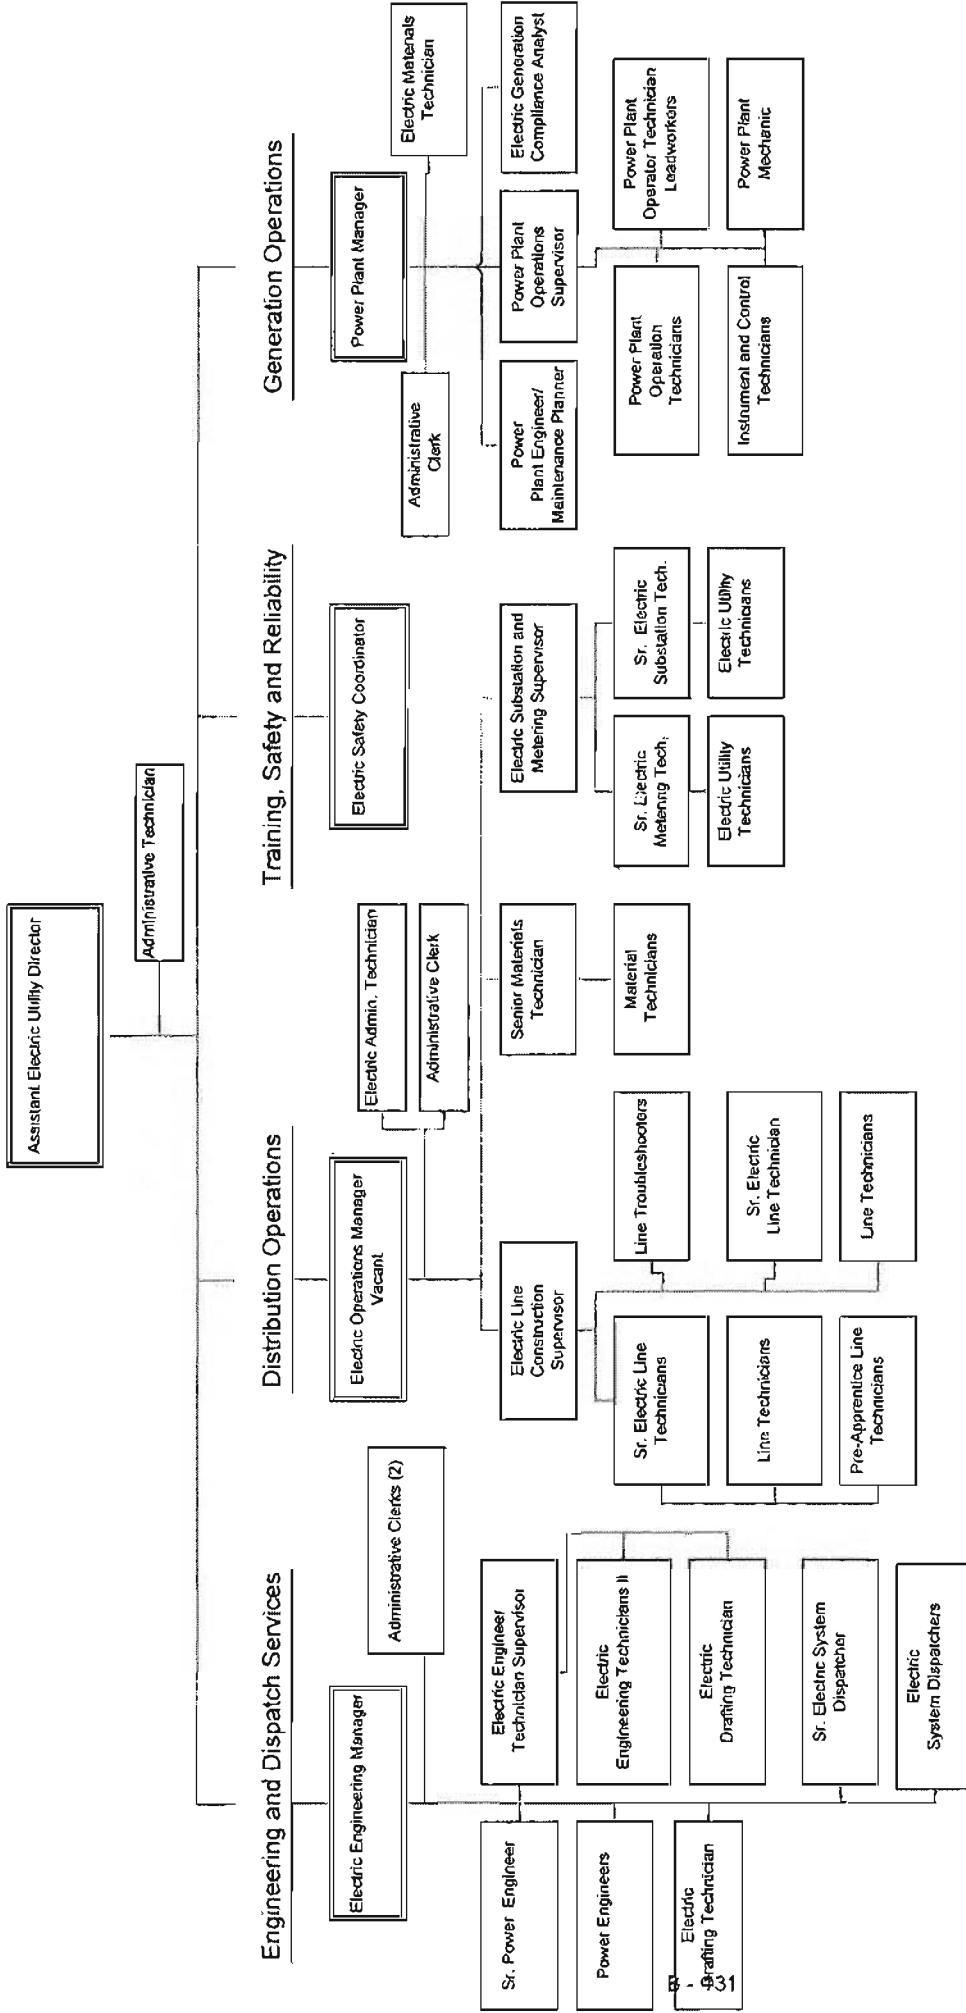 Assistant Electric Utility Director
Administrative Technician
Engineering and Dispatch Services
Electric Engineering Manager
Administrative Clerks (2)
Sr. Power Engineer
Power Engineers
Electric
Drafting Technician
Electric Engineer
Technician Supervisor
Electric
Engineering Technicians II
Electric
Drafting Technician
Sr. Electric System
Dispatcher
Electric
System Dispatchers
Distribution Operations
Electric Operations Manager
Vacant
Electric Admin. Technician
Administrative Clerk
Electric Line
Construction
Supervisor
Sr. Electric Line
Technicians
Line Technicians
Pre-Apprentice Line
Technicians
Line Troubleshooters
Sr. Electric
Line Technician
Line Technicians
Senior Materials
Technician
Material
Technicians
Electric Substation and
Metering Supervisor
Sr. Electric
Metering Tech.
Electric Utility
Technicians
Sr. Electric
Substation Tech.
Electric Utility
Technicians
Training, Safety and Reliability
Electric Safety Coordinator
Generation Operations
Power Plant Manager
Administrative
Clerk
Electric Materials
Technician
Power
Plant Engineer/
Maintenance Planner
Power Plant
Operations
Supervisor
Electric Generation
Compliance Analyst
Power Plant
Operation
Technicians
Power Plant
Operator Technician
Leadworkers
Instrument and Control
Technicians
Power Plant
Mechanic